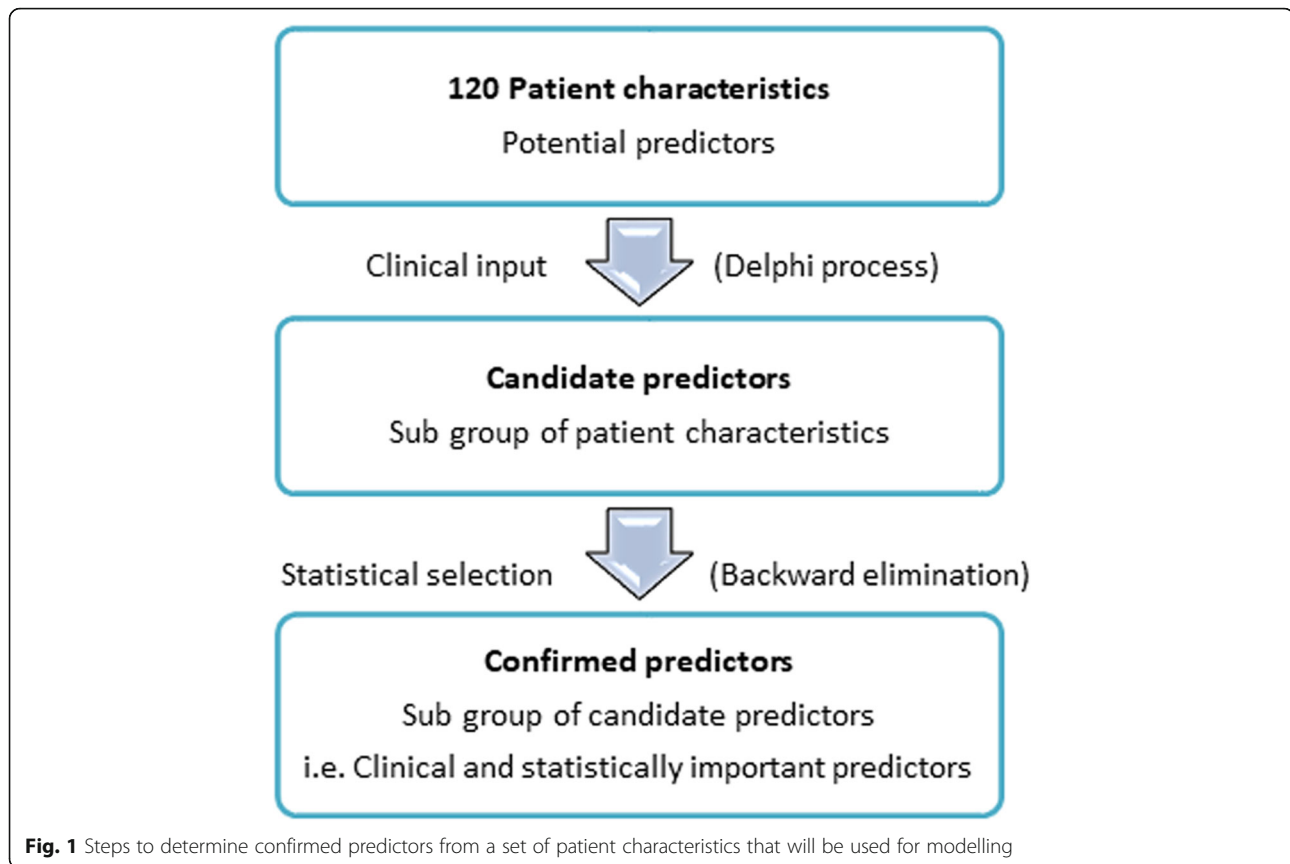 120 Patient characteristics
Potential predictors
Clinical input (Delphi process)
Candidate predictors
Sub group of patient characteristics
Statistical selection (Backward elimination)
Confirmed predictors
Sub group of candidate predictors
i.e. Clinical and statistically important predictors
Fig. 1 Steps to determine confirmed predictors from a set of patient characteristics that will be used for modelling